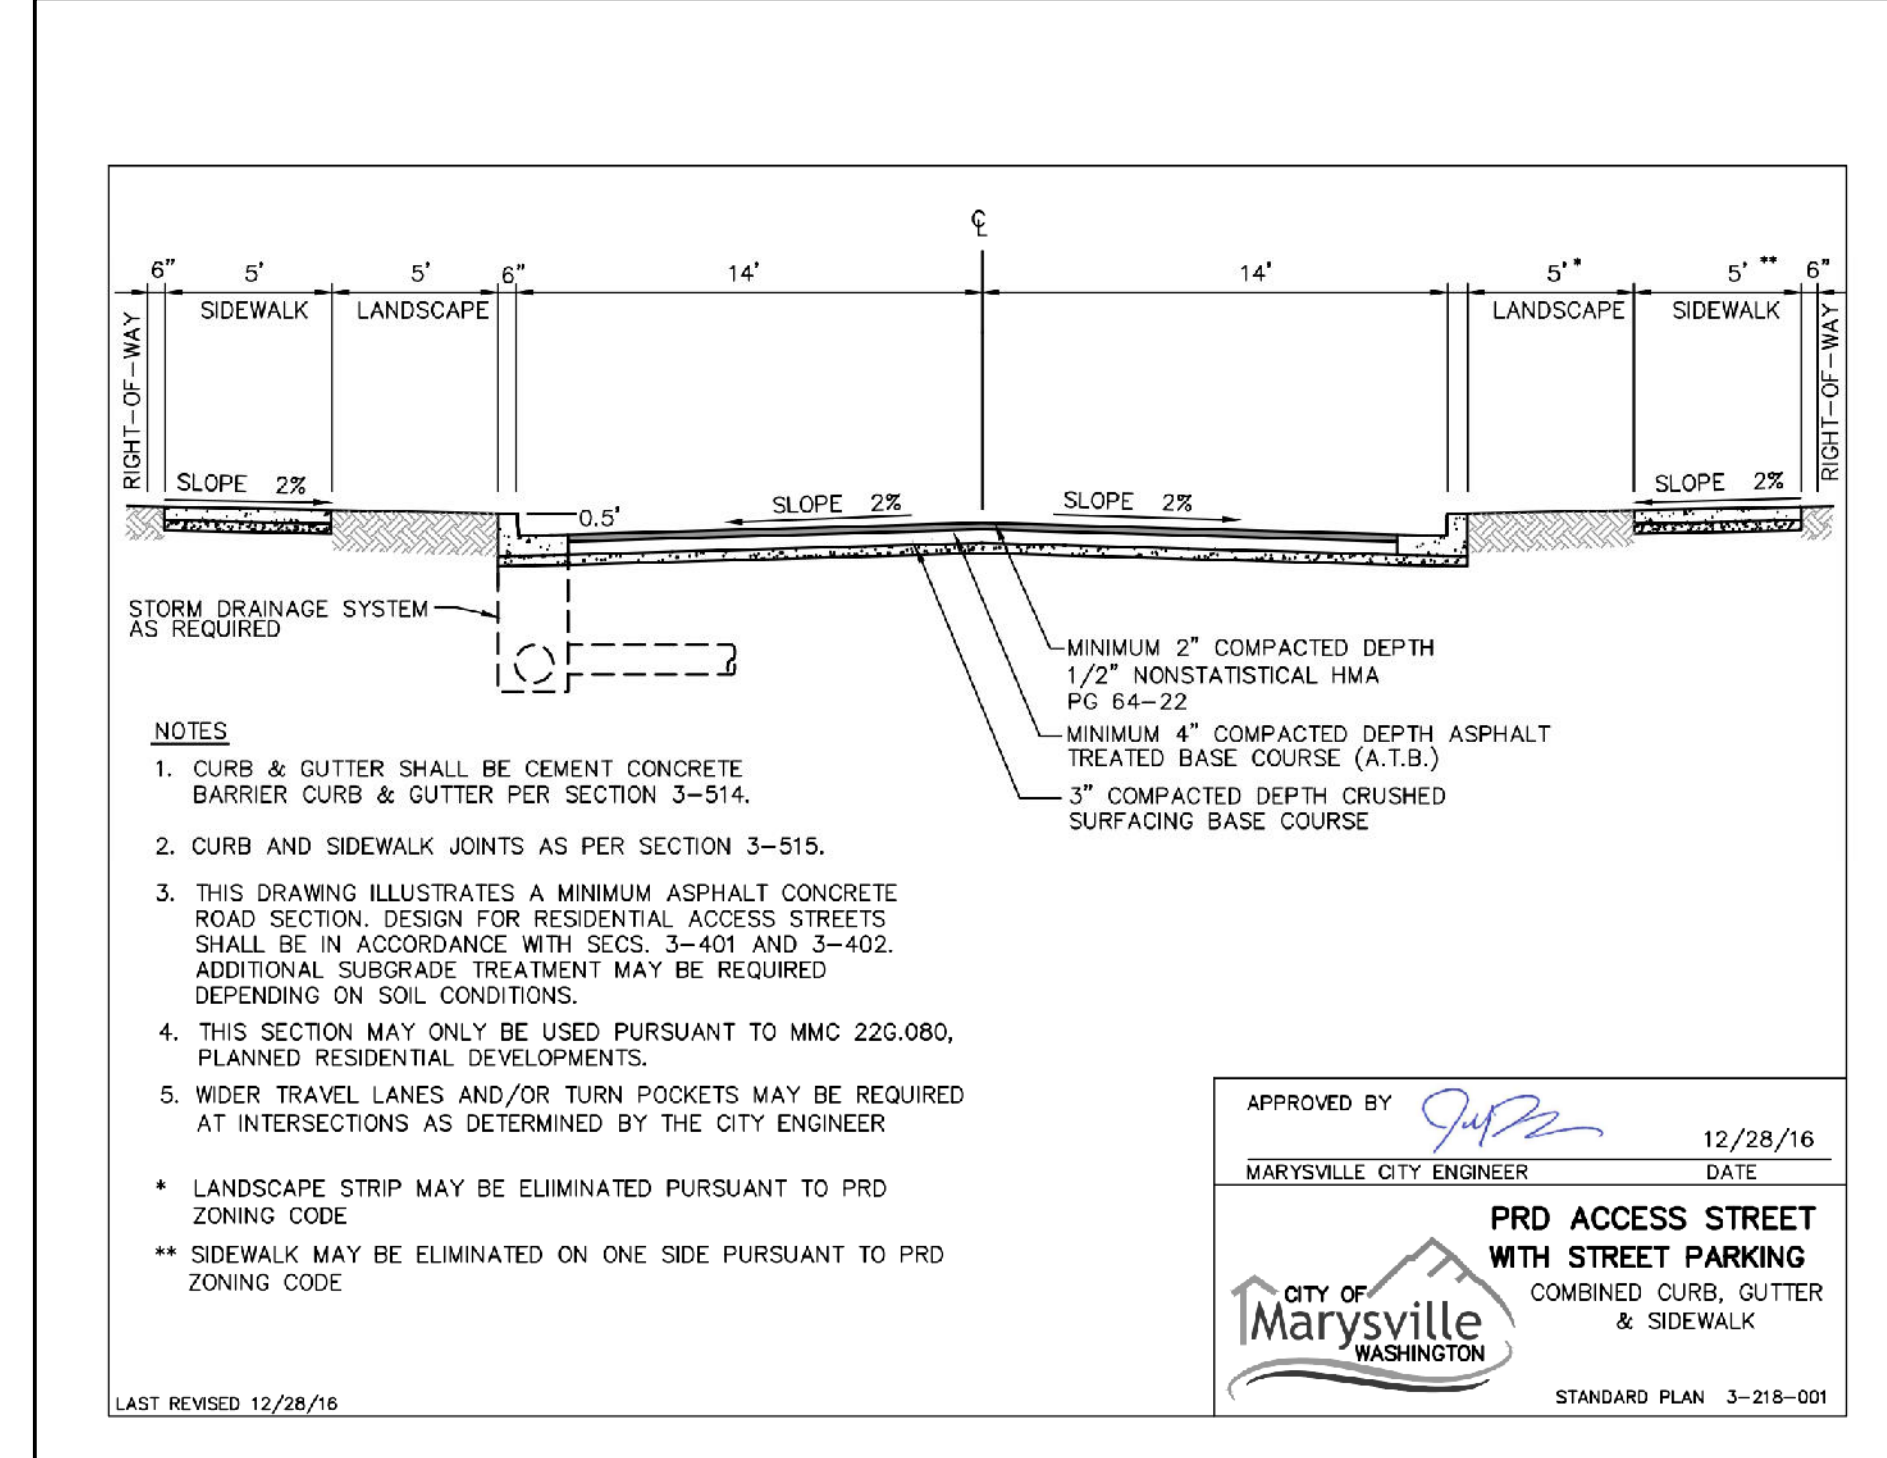 ℄
6" 5' 5' 6" 14' 14' 5' * 5' ** 6"
SIDEWALK LANDSCAPE LANDSCAPE SIDEWALK
RIGHT-OF-WAY
RIGHT-OF-WAY
SLOPE 2%
0.5'
SLOPE 2%
SLOPE 2%
SLOPE 2%
STORM DRAINAGE SYSTEM
AS REQUIRED
MINIMUM 2" COMPACTED DEPTH
1/2" NONSTATISTICAL HMA
PG 64-22
MINIMUM 4" COMPACTED DEPTH ASPHALT
TREATED BASE COURSE (A.T.B.)
3" COMPACTED DEPTH CRUSHED
SURFACING BASE COURSE
NOTES
1. CURB & GUTTER SHALL BE CEMENT CONCRETE
BARRIER CURB & GUTTER PER SECTION 3-514.
2. CURB AND SIDEWALK JOINTS AS PER SECTION 3-515.
3. THIS DRAWING ILLUSTRATES A MINIMUM ASPHALT CONCRETE
ROAD SECTION. DESIGN FOR RESIDENTIAL ACCESS STREETS
SHALL BE IN ACCORDANCE WITH SECS. 3-401 AND 3-402.
ADDITIONAL SUBGRADE TREATMENT MAY BE REQUIRED
DEPENDING ON SOIL CONDITIONS.
4. THIS SECTION MAY ONLY BE USED PURSUANT TO MMC 22G.080,
PLANNED RESIDENTIAL DEVELOPMENTS.
5. WIDER TRAVEL LANES AND/OR TURN POCKETS MAY BE REQUIRED
AT INTERSECTIONS AS DETERMINED BY THE CITY ENGINEER
* LANDSCAPE STRIP MAY BE ELIIMINATED PURSUANT TO PRD
ZONING CODE
** SIDEWALK MAY BE ELIMINATED ON ONE SIDE PURSUANT TO PRD
ZONING CODE
LAST REVISED 12/28/16
APPROVED BY
12/28/16
MARYSVILLE CITY ENGINEER DATE
PRD ACCESS STREET
WITH STREET PARKING
COMBINED CURB, GUTTER
& SIDEWALK
CITY OF
Marysville
WASHINGTON
STANDARD PLAN 3-218-001